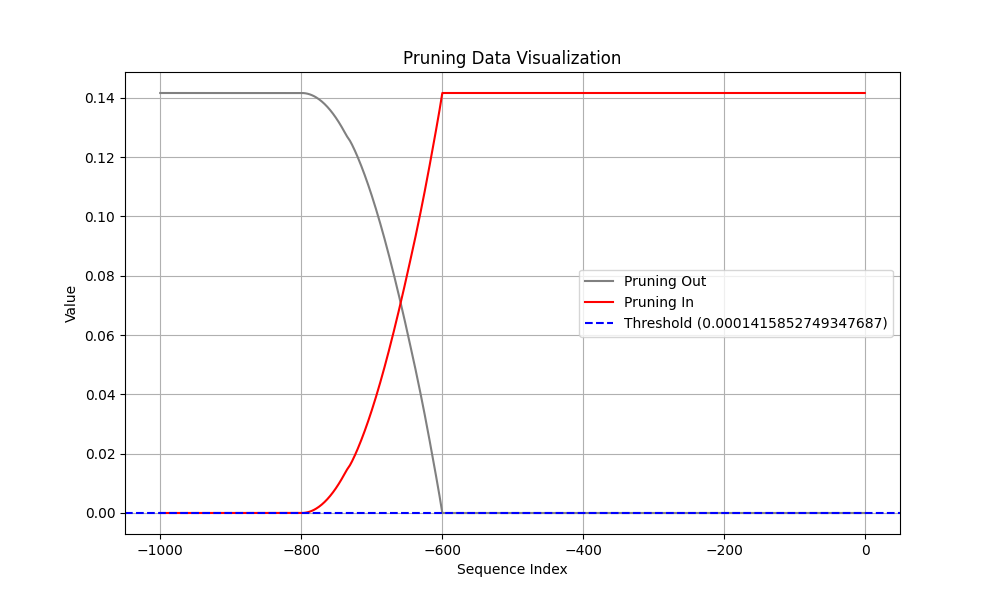 Pruning Data Visualization
0.14
0.12
0.10
0.08
0.06
0.04
0.02
0.00
Value
Pruning Out
Pruning In
Threshold (0.0001415852749347687)
−1000
−800
−600
−400
−200
0
Sequence Index